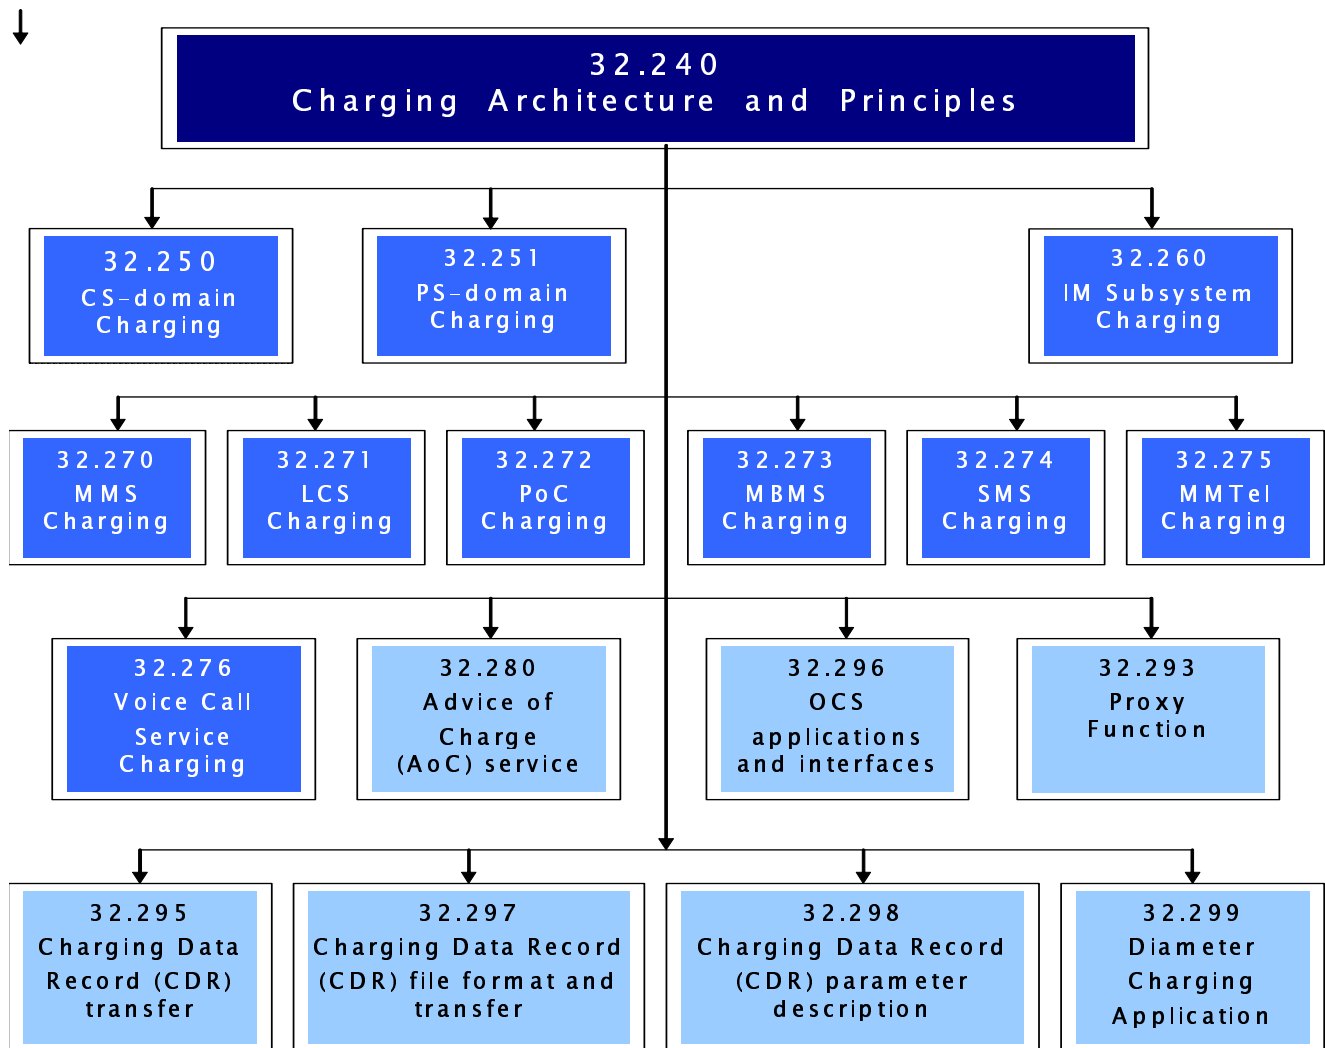 32.240
Charging Architecture and Principles
32.250
CS-domain
Charging
32.251
PS-domain
Charging
32.260
IM Subsystem
Charging
32.270
MMS
Charging
32.271
LCS
Charging
32.272
PoC
Charging
32.273
MBMS
Charging
32.274
SMS
Charging
32.275
MMTel
Charging
32.276
Voice Call
Service
Charging
32.280
Advice of
Charge
(AoC) service
32.296
OCS
applications
and interfaces
32.293
Proxy
Function
32.295
Charging Data
Record (CDR)
transfer
32.297
Charging Data Record
(CDR) file format and
transfer
32.298
Charging Data Record
(CDR) parameter
description
32.299
Diameter
Charging
Application